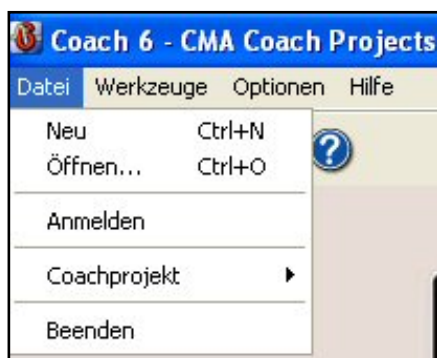 Coach 6 - CMA Coach Projects
Datei Werkzeuge Optionen Hilfe
Neu Ctrl+N
Öffnen... Ctrl+O
Anmelden
Coachprojekt
Beenden